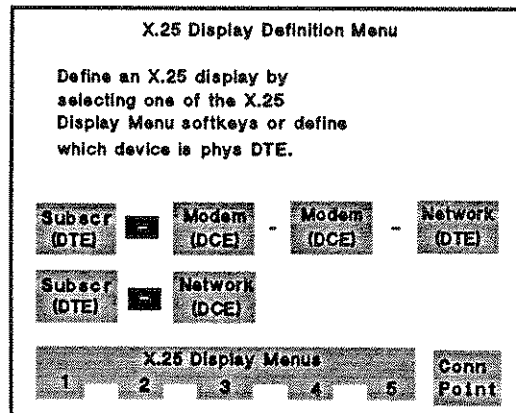 X.25 Display Definition Menu
Define an X.25 display by
selecting one of the X.25
Display Menu softkeys or define
which device is phys DTE.
Subscr - Modem - Modem - Network
(DTE) (DCE) (DCE) (DTE)
Subscr - Network
(DTE) (DCE)
X.25 Display Menus
1 2 3 4 5
Conn
Point